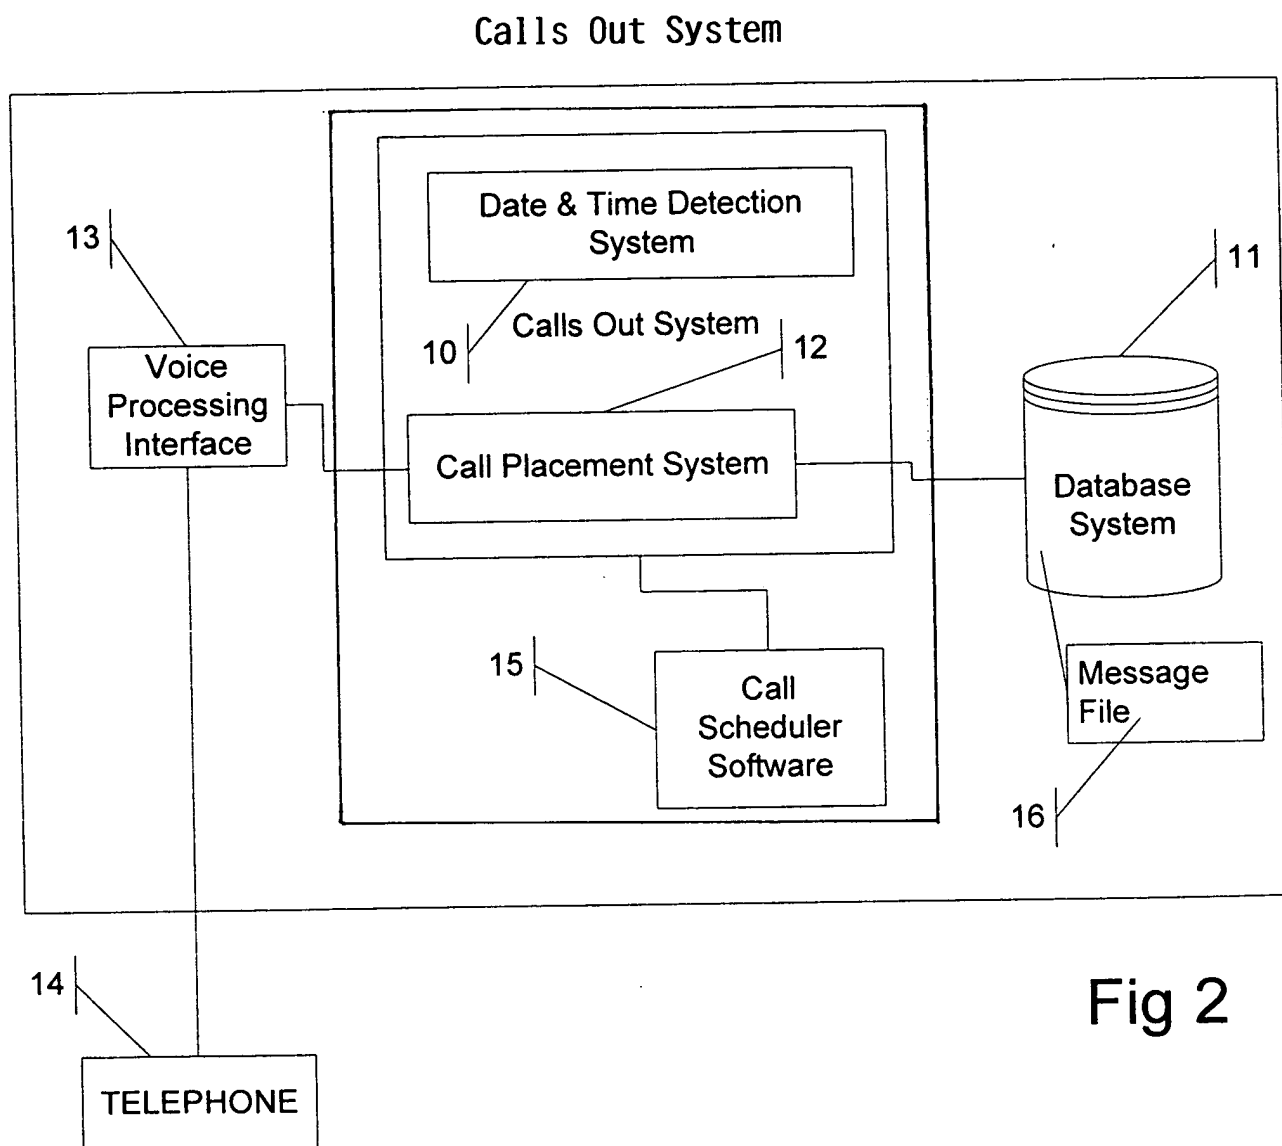 Calls Out System
Date & Time Detection
System
13
11
Calls Out System
10
12
Voice
Processing
Interface
Call Placement System
Database
System
15
Call
Scheduler
Software
Message
File
16
14
Fig 2
TELEPHONE